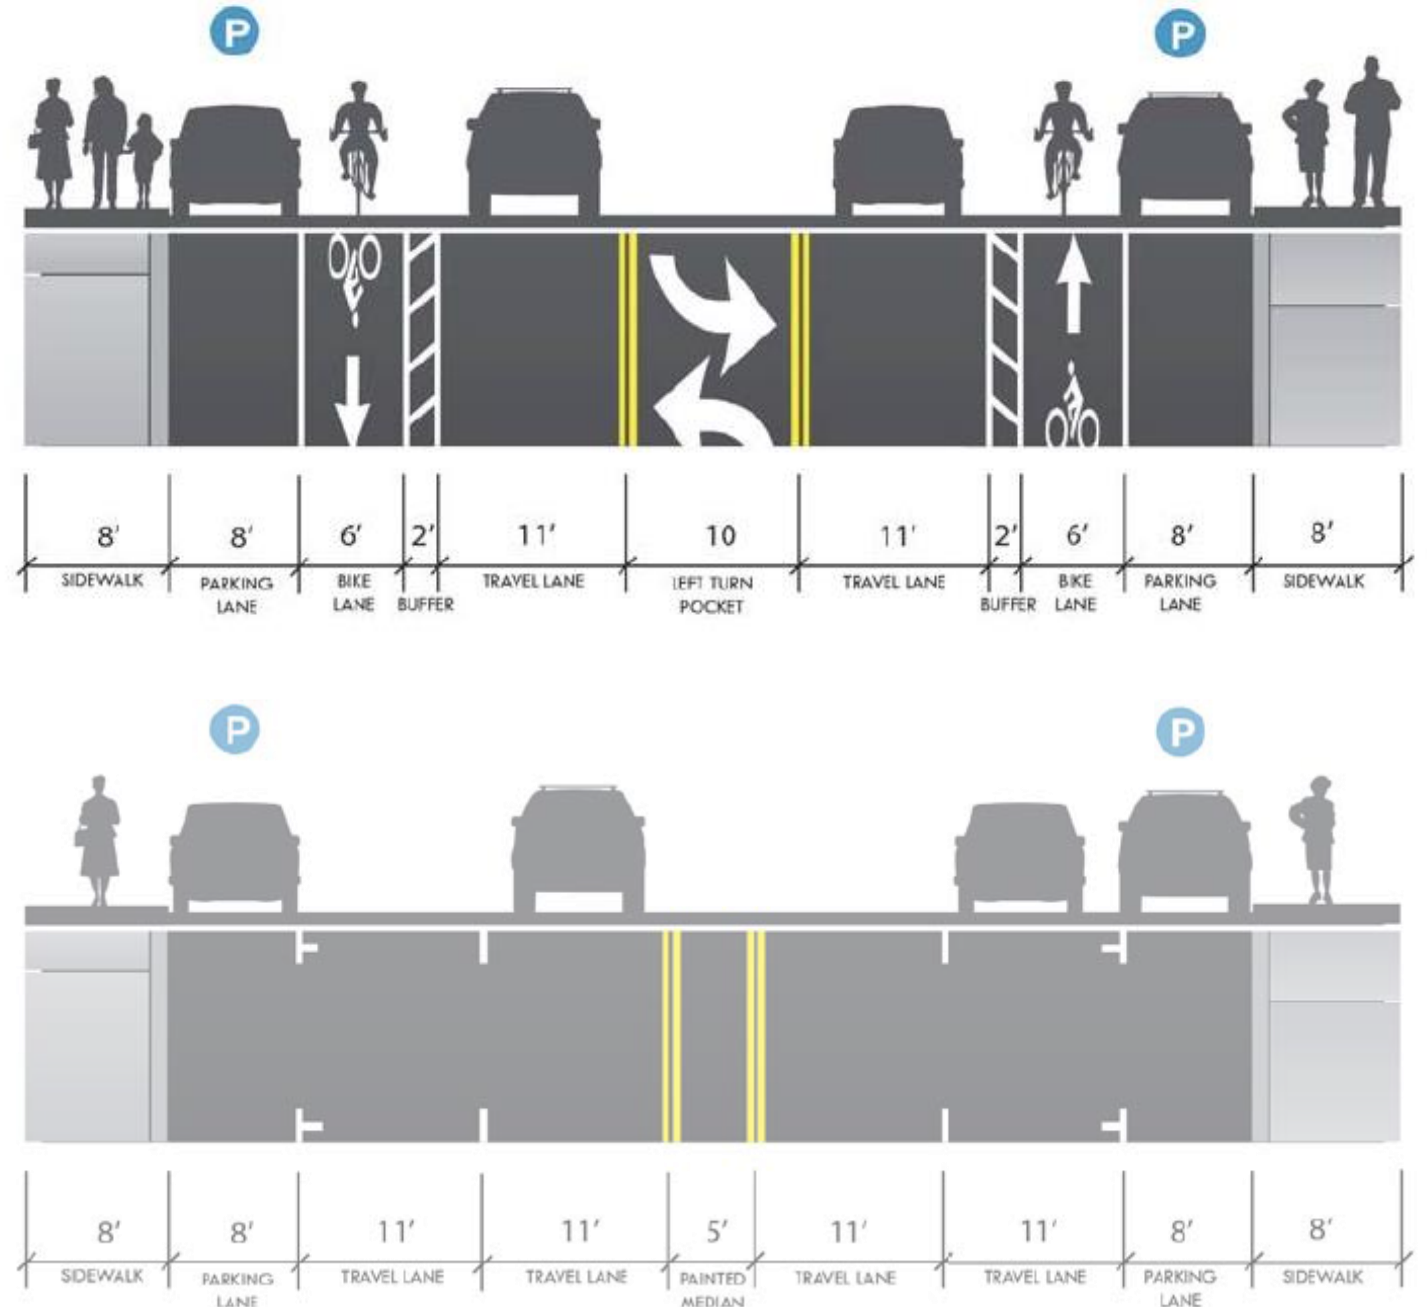 P P
8' 8' 6' 2' 11' 10 11' 2' 6' 8' 8'
SIDEWALK PARKING BIKE TRAVEL LANE LEFT TURN TRAVEL LANE BIKE PARKING SIDEWALK
LANE LANE BUFFER POCKET BUFFER LANE LANE
P P
8' 8' 11' 11' 5' 11' 11' 8' 8'
SIDEWALK PARKING TRAVEL LANE TRAVEL LANE PAINTED TRAVEL LANE TRAVEL LANE PARKING SIDEWALK
LANE MEDIAN LANE